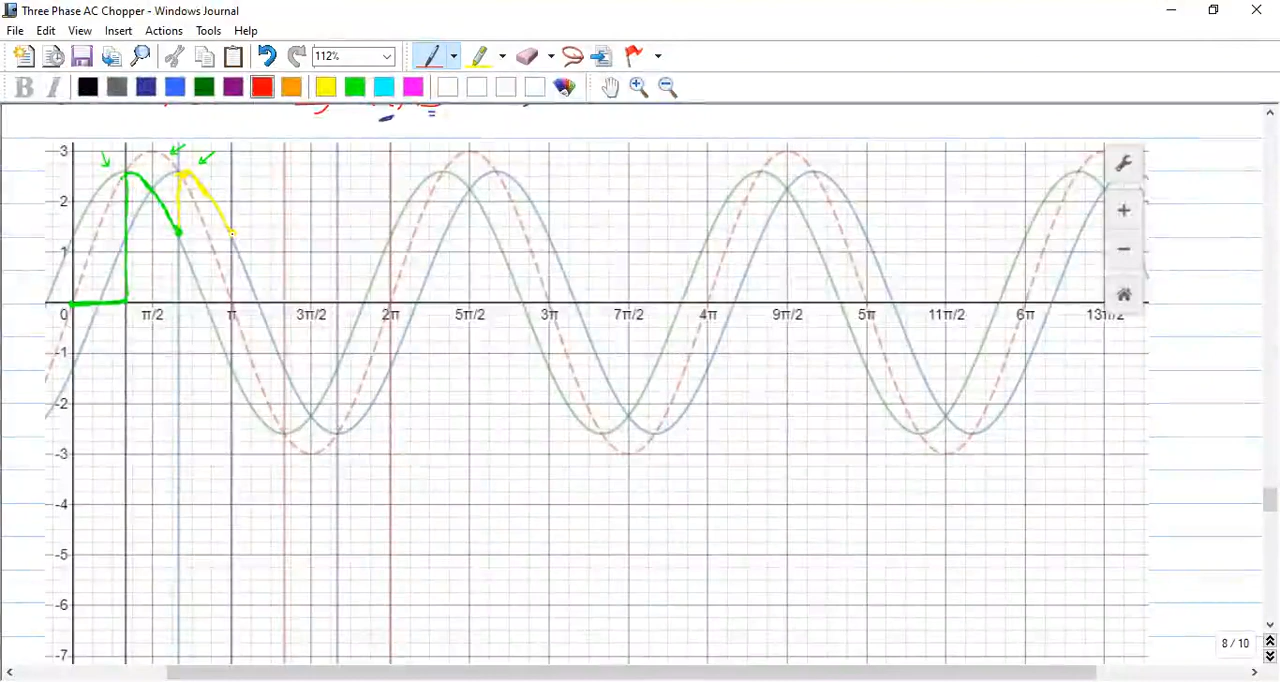 Three Phase AC Chopper - Windows Journal
File Edit View Insert Actions Tools Help
112%
B I
3
2
1
0 π/2 π 3π/2 2π 5π/2 3π 7π/2 4π 9π/2 5π 11π/2 6π 13π/2
-1
-2
-3
-4
-5
-6
-7
+
−
8 / 10